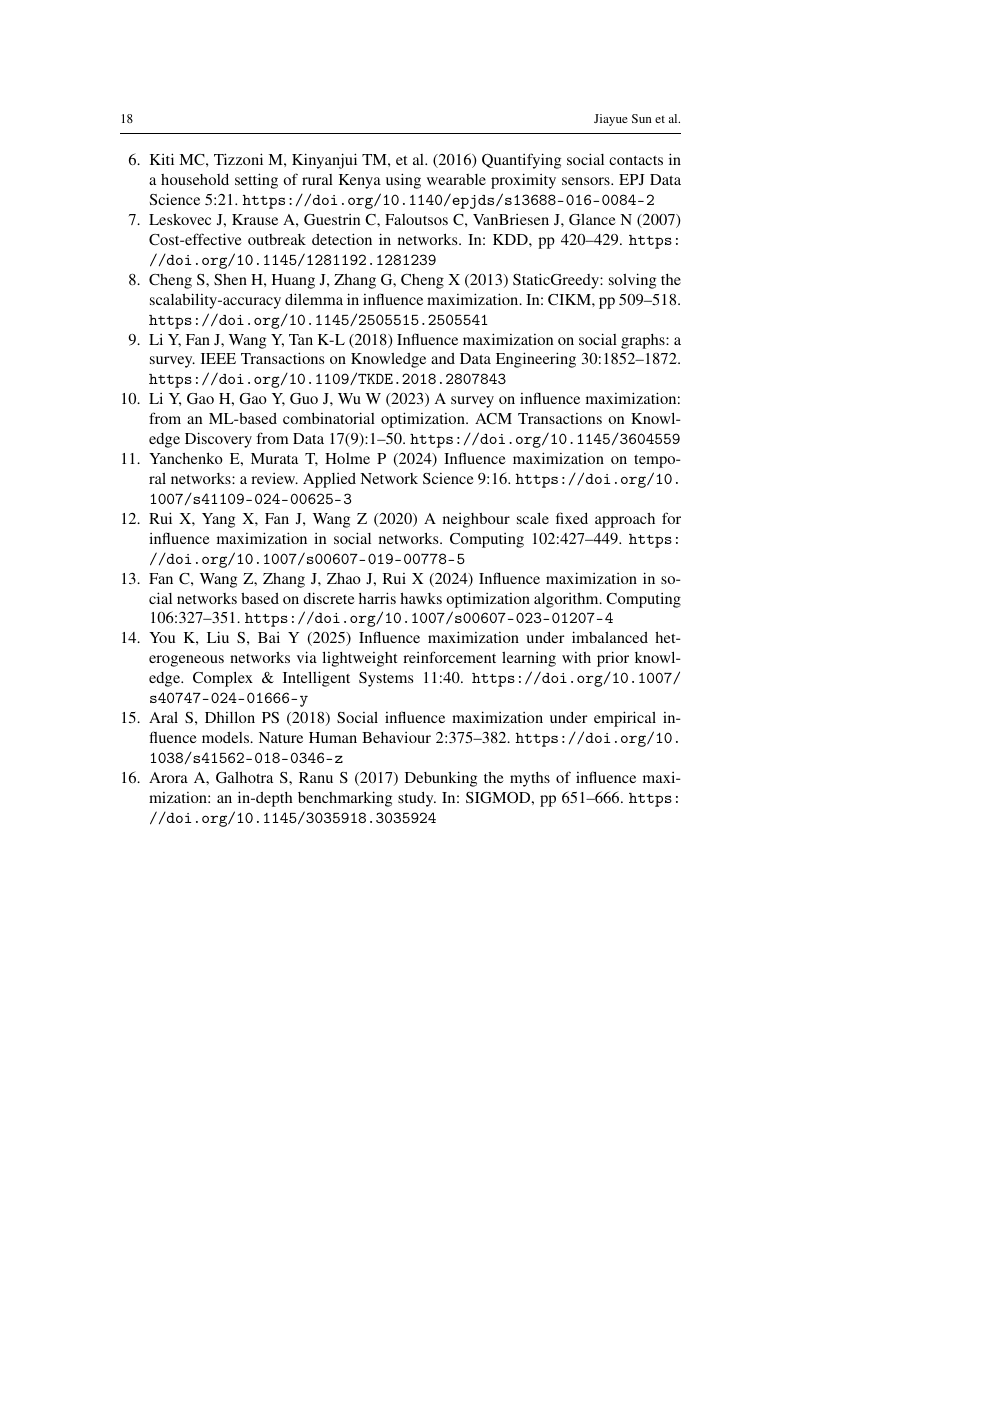 18 Jiayue Sun et al.
6. Kiti MC, Tizzoni M, Kinyanjui TM, et al. (2016) Quantifying social contacts in
a household setting of rural Kenya using wearable proximity sensors. EPJ Data
Science 5:21. https://doi.org/10.1140/epjds/s13688-016-0084-2
7. Leskovec J, Krause A, Guestrin C, Faloutsos C, VanBriesen J, Glance N (2007)
Cost-effective outbreak detection in networks. In: KDD, pp 420–429. https:
//doi.org/10.1145/1281192.1281239
8. Cheng S, Shen H, Huang J, Zhang G, Cheng X (2013) StaticGreedy: solving the
scalability-accuracy dilemma in influence maximization. In: CIKM, pp 509–518.
https://doi.org/10.1145/2505515.2505541
9. Li Y, Fan J, Wang Y, Tan K-L (2018) Influence maximization on social graphs: a
survey. IEEE Transactions on Knowledge and Data Engineering 30:1852–1872.
https://doi.org/10.1109/TKDE.2018.2807843
10. Li Y, Gao H, Gao Y, Guo J, Wu W (2023) A survey on influence maximization:
from an ML-based combinatorial optimization. ACM Transactions on Knowl-
edge Discovery from Data 17(9):1–50. https://doi.org/10.1145/3604559
11. Yanchenko E, Murata T, Holme P (2024) Influence maximization on tempo-
ral networks: a review. Applied Network Science 9:16. https://doi.org/10.
1007/s41109-024-00625-3
12. Rui X, Yang X, Fan J, Wang Z (2020) A neighbour scale fixed approach for
influence maximization in social networks. Computing 102:427–449. https:
//doi.org/10.1007/s00607-019-00778-5
13. Fan C, Wang Z, Zhang J, Zhao J, Rui X (2024) Influence maximization in so-
cial networks based on discrete harris hawks optimization algorithm. Computing
106:327–351. https://doi.org/10.1007/s00607-023-01207-4
14. You K, Liu S, Bai Y (2025) Influence maximization under imbalanced het-
erogeneous networks via lightweight reinforcement learning with prior knowl-
edge. Complex & Intelligent Systems 11:40. https://doi.org/10.1007/
s40747-024-01666-y
15. Aral S, Dhillon PS (2018) Social influence maximization under empirical in-
fluence models. Nature Human Behaviour 2:375–382. https://doi.org/10.
1038/s41562-018-0346-z
16. Arora A, Galhotra S, Ranu S (2017) Debunking the myths of influence maxi-
mization: an in-depth benchmarking study. In: SIGMOD, pp 651–666. https:
//doi.org/10.1145/3035918.3035924